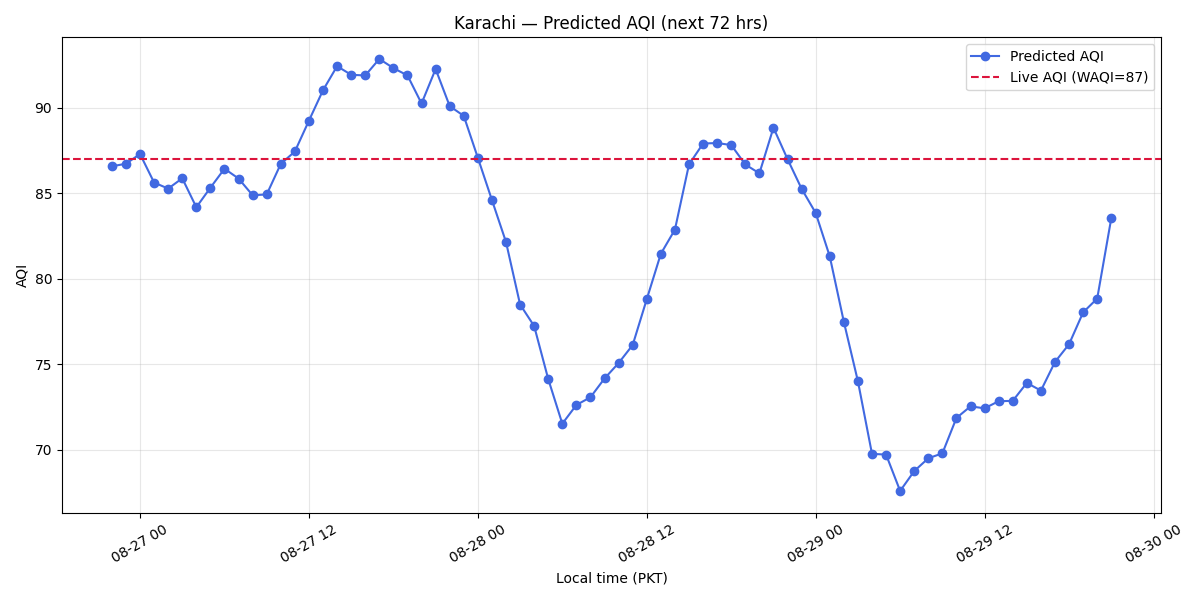 Karachi — Predicted AQI (next 72 hrs)
Predicted AQI
Live AQI (WAQI=87)
AQI
90
85
80
75
70
08-27 00
08-27 12
08-28 00
08-28 12
08-29 00
08-29 12
08-30 00
Local time (PKT)